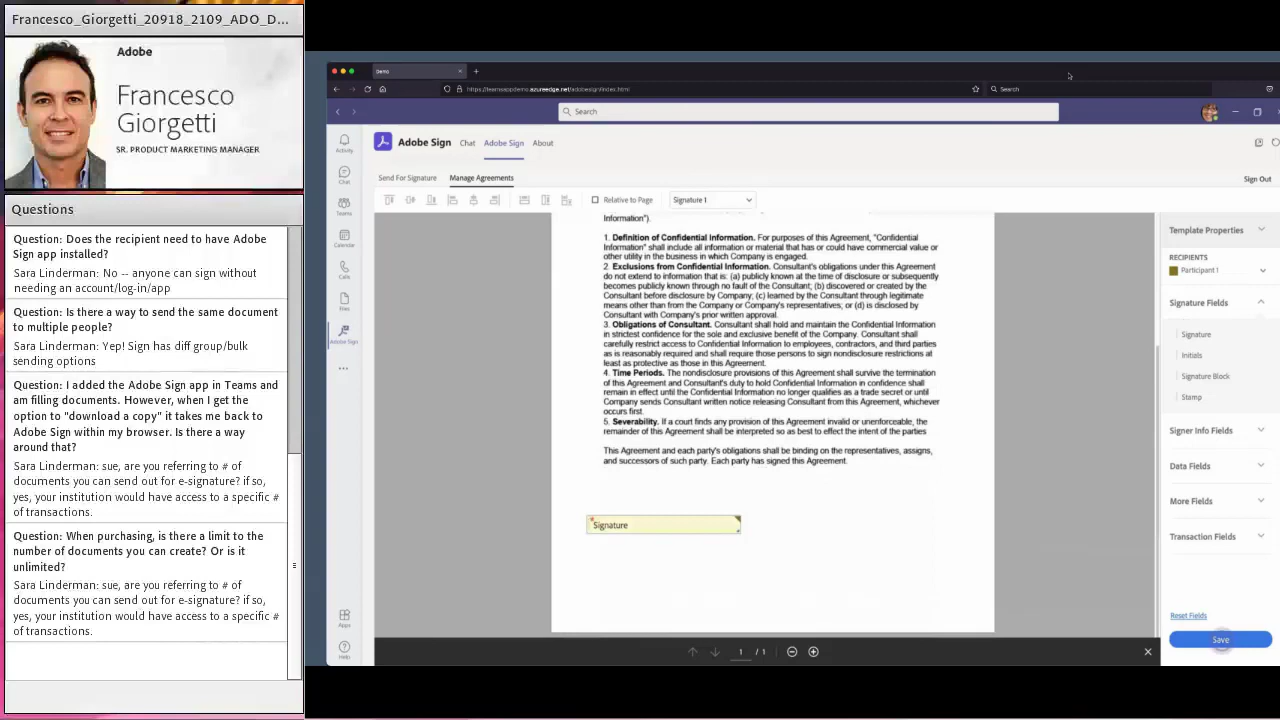 Francesco_Giorgetti_20918_2109_ADO_D...
Adobe
Francesco
Giorgetti
SR. PRODUCT MARKETING MANAGER
Questions
Question: Does the recipient need to have Adobe
Sign app installed?
Sara Linderman: No -- anyone can sign without
needing an account/log-in/app
Question: Is there a way to send the same document
to multiple people?
Sara Linderman: Yep! Sign has diff group/bulk
sending options
Question: I added the Adobe Sign app in Teams and
im filling documents. However, when I get the
option to "download a copy" it takes me back to
Adobe Sign within my browser. Is there a way
around that?
Sara Linderman: sue, are you referring to # of
documents you can send out for e-signature? if so,
yes, your institution would have access to a specific #
of transactions.
Question: When purchasing, is there a limit to the
number of documents you can create? Or is it
unlimited?
Sara Linderman: sue, are you referring to # of
documents you can send out for e-signature? if so,
yes, your institution would have access to a specific #
of transactions.
Demo
https://teamsappdemo.azureedge.net/adobesign/index.html
Search
Search
Activity
Chat
Teams
Calendar
Calls
Files
Adobe Sign
Apps
Help
Adobe Sign Chat Adobe Sign About
Send For Signature Manage Agreements
Sign Out
Relative to Page Signature 1
Information").
1. Definition of Confidential Information. For purposes of this Agreement, "Confidential
Information" shall include all information or material that has or could have commercial value or
other utility in the business in which Company is engaged.
2. Exclusions from Confidential Information. Consultant's obligations under this Agreement
do not extend to information that is: (a) publicly known at the time of disclosure or subsequently
becomes publicly known through no fault of the Consultant; (b) discovered or created by the
Consultant before disclosure by Company; (c) learned by the Consultant through legitimate
means other than from the Company or Company's representatives; or (d) is disclosed by
Consultant with Company's prior written approval.
3. Obligations of Consultant. Consultant shall hold and maintain the Confidential Information
in strictest confidence for the sole and exclusive benefit of the Company. Consultant shall
carefully restrict access to Confidential Information to employees, contractors, and third parties
as is reasonably required and shall require those persons to sign nondisclosure restrictions at
least as protective as those in this Agreement.
4. Time Periods. The nondisclosure provisions of this Agreement shall survive the termination
of this Agreement and Consultant's duty to hold Confidential Information in confidence shall
remain in effect until the Confidential Information no longer qualifies as a trade secret or until
Company sends Consultant written notice releasing Consultant from this Agreement, whichever
occurs first.
5. Severability. If a court finds any provision of this Agreement invalid or unenforceable, the
remainder of this Agreement shall be interpreted so as best to effect the intent of the parties
This Agreement and each party's obligations shall be binding on the representatives, assigns,
and successors of such party. Each party has signed this Agreement.
* Signature
1 / 1
Template Properties
RECIPIENTS
Participant 1
Signature Fields
Signature
Initials
Signature Block
Stamp
Signer Info Fields
Data Fields
More Fields
Transaction Fields
Reset Fields
Save